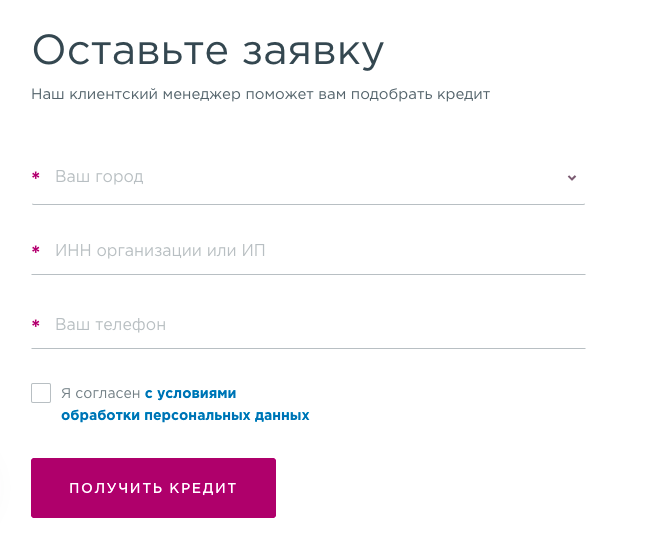 Оставьте заявку
Наш клиентский менеджер поможет вам подобрать кредит
* Ваш город
* ИНН организации или ИП
* Ваш телефон
Я согласен с условиями
обработки персональных данных
ПОЛУЧИТЬ КРЕДИТ